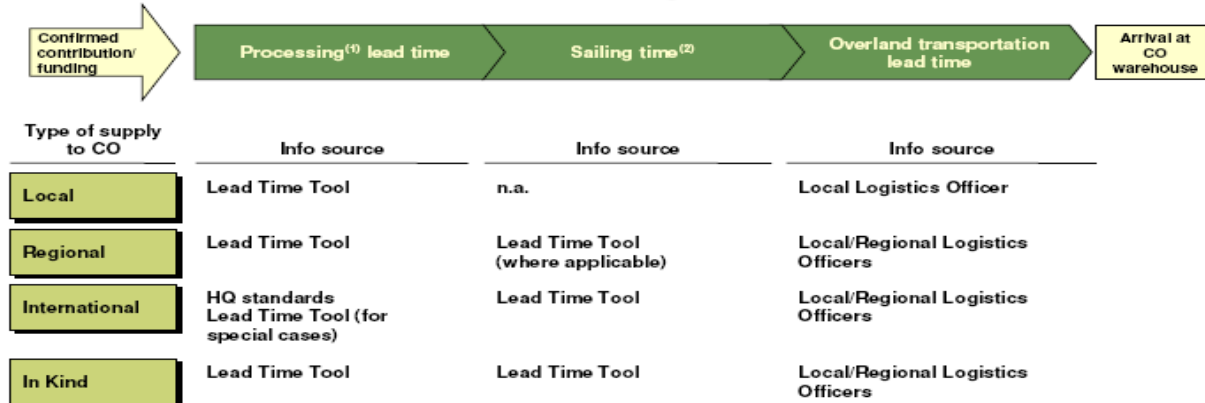 Confirmed
contribution/
funding
Processing(1) lead time
Sailing time(2)
Overland transportation
lead time
Arrival at
CO
warehouse
Type of supply
to CO
Info source
Info source
Info source
Local
Lead Time Tool
n.a.
Local Logistics Officer
Regional
Lead Time Tool
Lead Time Tool
(where applicable)
Local/Regional Logistics
Officers
International
HQ standards
Lead Time Tool (for
special cases)
Lead Time Tool
Local/Regional Logistics
Officers
In Kind
Lead Time Tool
Lead Time Tool
Local/Regional Logistics
Officers